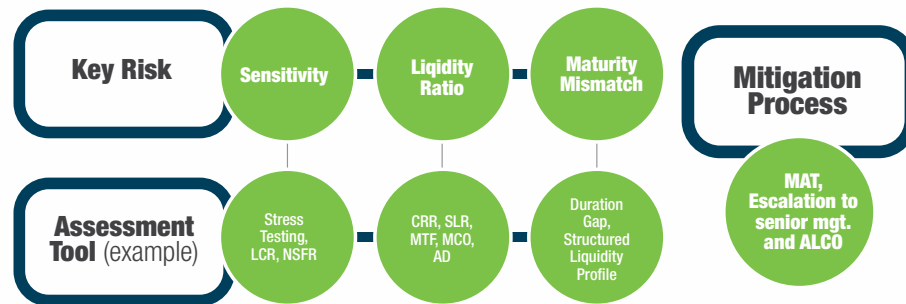 Key Risk
Sensitivity
Liqidity
Ratio
Maturity
Mismatch
Mitigation
Process
Assessment
Tool (example)
Stress
Testing,
LCR, NSFR
CRR, SLR,
MTF, MCO,
AD
Duration
Gap,
Structured
Liquidity
Profile
MAT,
Escalation to
senior mgt.
and ALCO